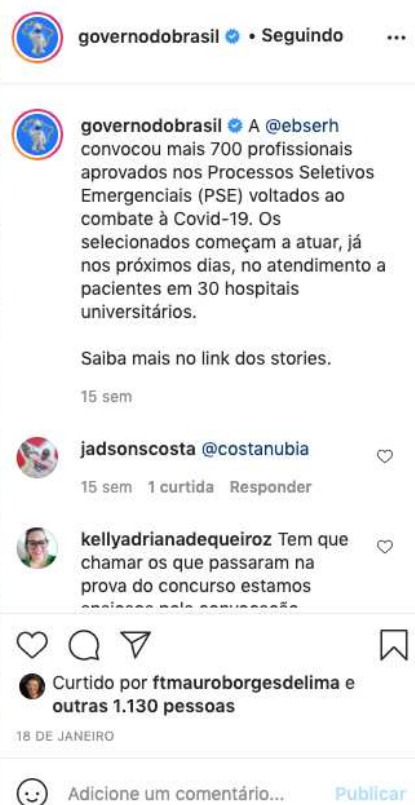 governodobrasil • Seguindo
governodobrasil A @ebserh
convocou mais 700 profissionais
aprovados nos Processos Seletivos
Emergenciais (PSE) voltados ao
combate à Covid-19. Os
selecionados começam a atuar, já
nos próximos dias, no atendimento a
pacientes em 30 hospitais
universitários.
Saiba mais no link dos stories.
15 sem
jadsonscosta @costanubia
15 sem 1 curtida Responder
kellyadrianadequeiroz Tem que
chamar os que passaram na
prova do concurso estamos
Curtido por ftmauroborgesdelima e
outras 1.130 pessoas
18 DE JANEIRO
Adicione um comentário... Publicar